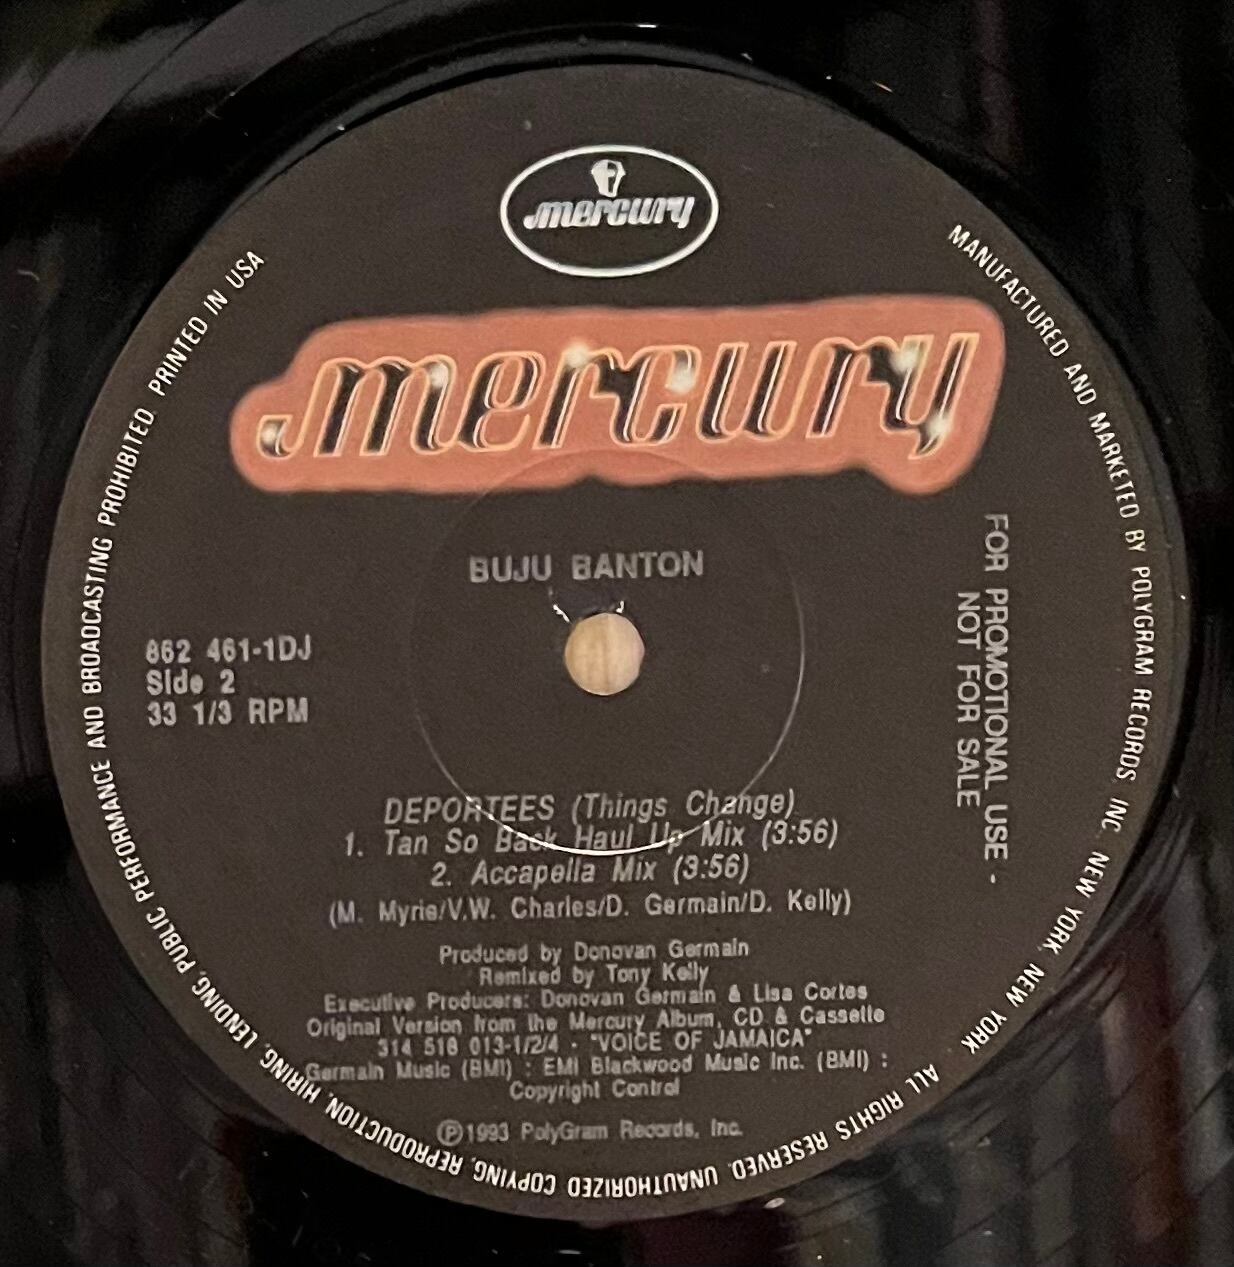 mercury
mercury
BUJU BANTON
862 461-1DJ
Side 2
33 1/3 RPM
FOR PROMOTIONAL USE -
NOT FOR SALE
DEPORTEES (Things Change)
1. Tan So Back Haul Up Mix (3:56)
2. Accapella Mix (3:56)
(M. Myrie/V.W. Charles/D. Germain/D. Kelly)
Produced by Donovan Germain
Remixed by Tony Kelly
Executive Producers: Donovan Germain & Lisa Cortes
Original Version from the Mercury Album, CD & Cassette
314 518 013-1/2/4 - "VOICE OF JAMAICA"
Germain Music (BMI) : EMI Blackwood Music Inc. (BMI) :
Copyright Control
Ⓟ1993 PolyGram Records, Inc.
MANUFACTURED AND MARKETED BY POLYGRAM RECORDS, INC. NEW YORK, NEW YORK ALL RIGHTS RESERVED. UNAUTHORIZED COPYING, REPRODUCTION, HIRING, LENDING, PUBLIC PERFORMANCE AND BROADCASTING PROHIBITED. PRINTED IN USA